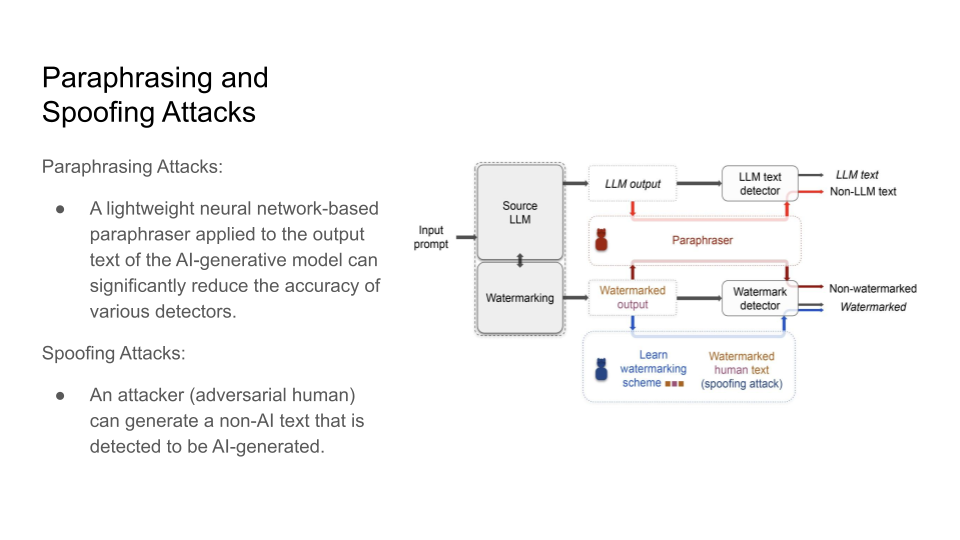 Paraphrasing and
Spoofing Attacks
Paraphrasing Attacks:
● A lightweight neural network-based
paraphraser applied to the output
text of the AI-generative model can
significantly reduce the accuracy of
various detectors.
Spoofing Attacks:
● An attacker (adversarial human)
can generate a non-AI text that is
detected to be AI-generated.
Input
prompt
Source
LLM
Watermarking
LLM output
LLM text
detector
LLM text
Non-LLM text
Paraphraser
Watermarked
output
Watermark
detector
Non-watermarked
Watermarked
Learn
watermarking
scheme
Watermarked
human text
(spoofing attack)